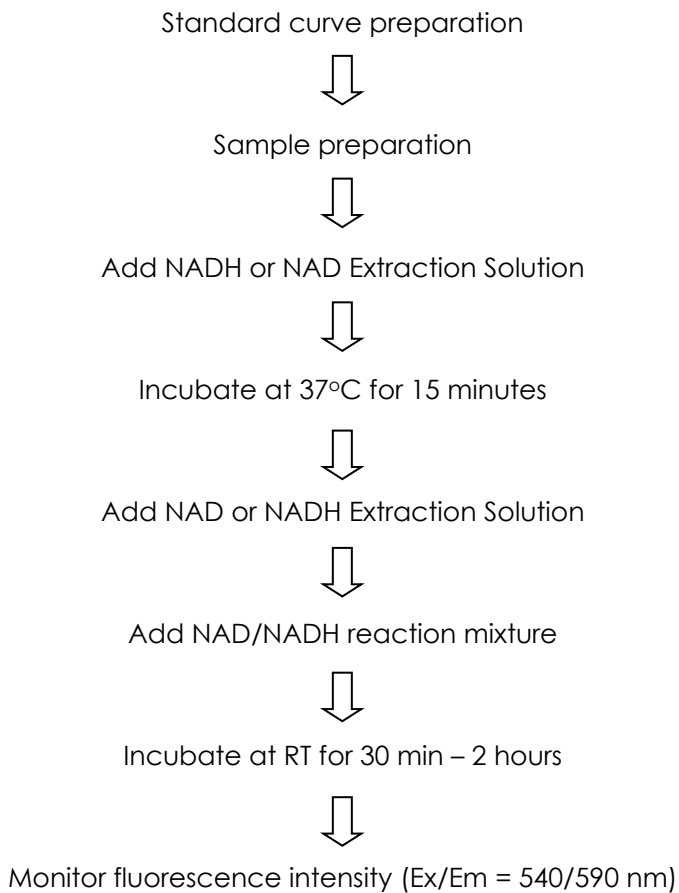 Standard curve preparation
Sample preparation
Add NADH or NAD Extraction Solution
Incubate at 37ºC for 15 minutes
Add NAD or NADH Extraction Solution
Add NAD/NADH reaction mixture
Incubate at RT for 30 min – 2 hours
Monitor fluorescence intensity (Ex/Em = 540/590 nm)